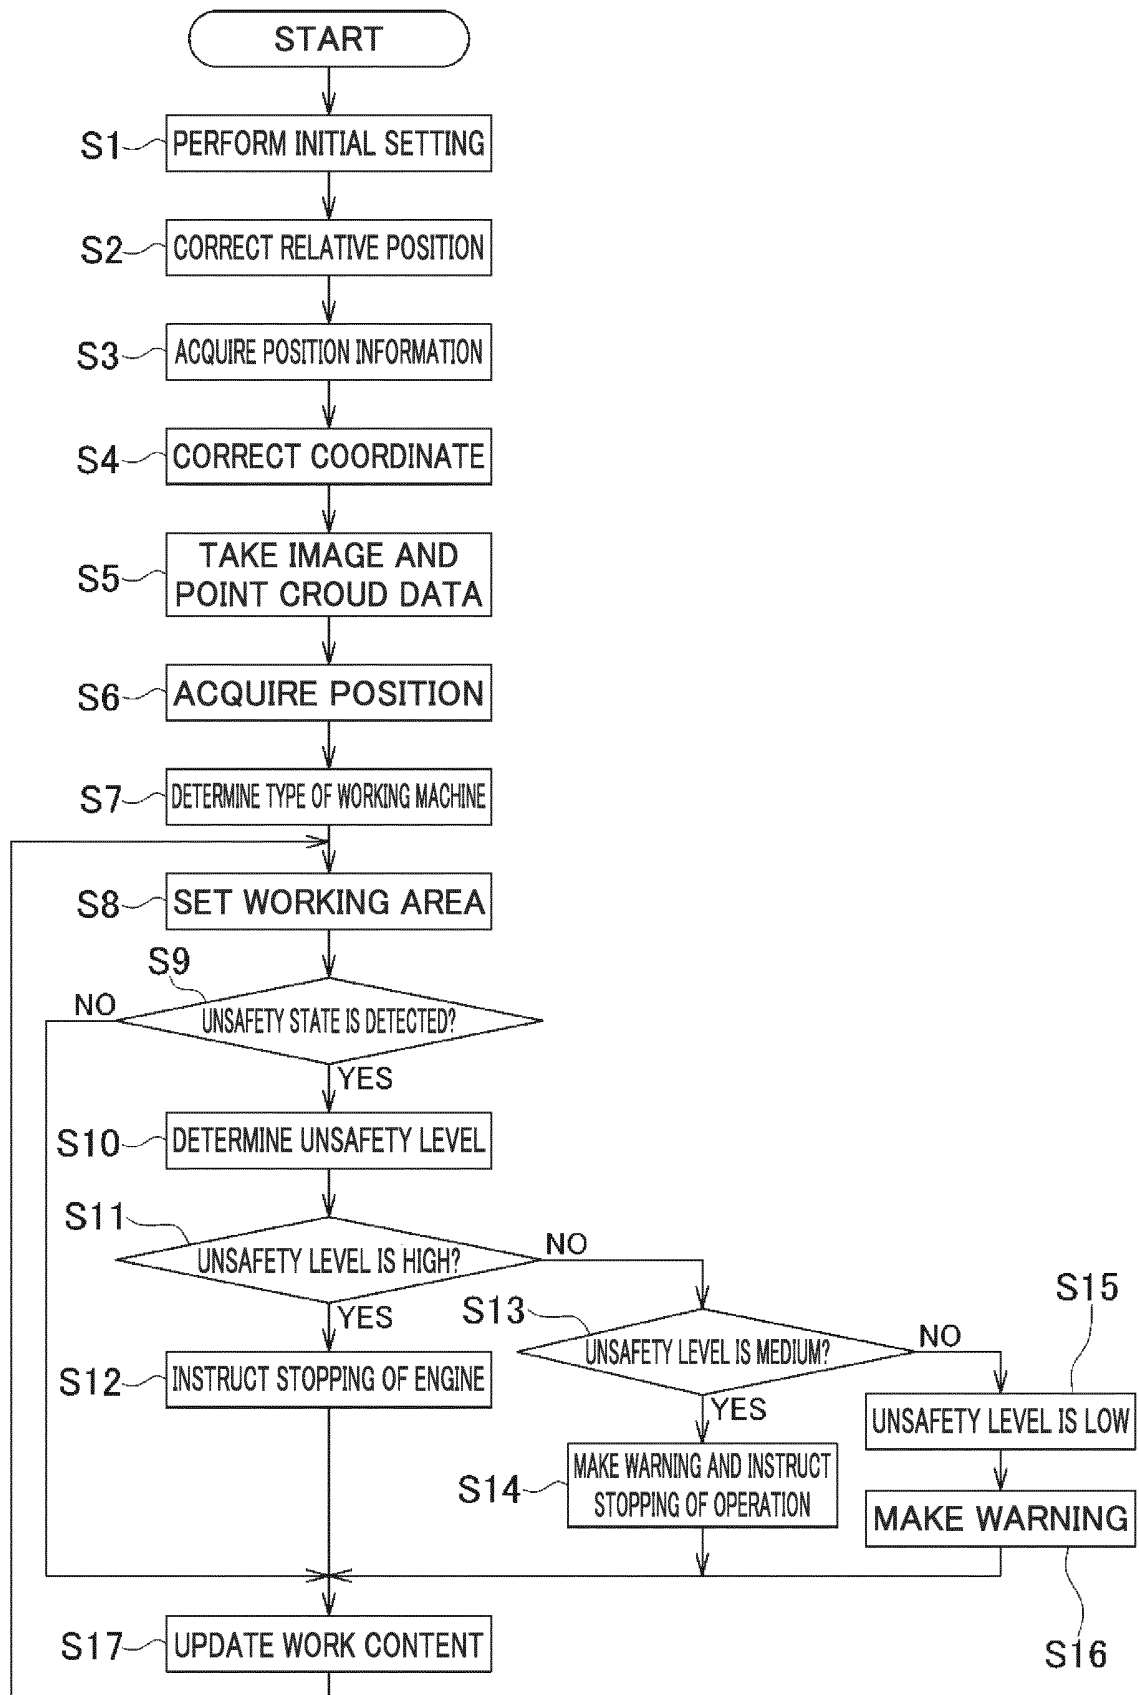 START
S1
PERFORM INITIAL SETTING
S2
CORRECT RELATIVE POSITION
S3
ACQUIRE POSITION INFORMATION
S4
CORRECT COORDINATE
S5
TAKE IMAGE AND
POINT CROUD DATA
S6
ACQUIRE POSITION
S7
DETERMINE TYPE OF WORKING MACHINE
S8
SET WORKING AREA
S9
NO
UNSAFETY STATE IS DETECTED?
YES
S10
DETERMINE UNSAFETY LEVEL
S11
UNSAFETY LEVEL IS HIGH?
NO
YES
S12
INSTRUCT STOPPING OF ENGINE
S13
UNSAFETY LEVEL IS MEDIUM?
NO
YES
S14
MAKE WARNING AND INSTRUCT
STOPPING OF OPERATION
S15
UNSAFETY LEVEL IS LOW
MAKE WARNING
S16
S17
UPDATE WORK CONTENT